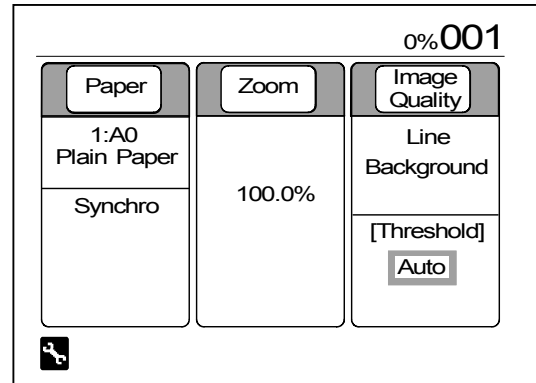 0%001
Paper
1:A0
Plain Paper
Synchro
Zoom
100.0%
Image
Quality
Line
Background
[Threshold]
Auto